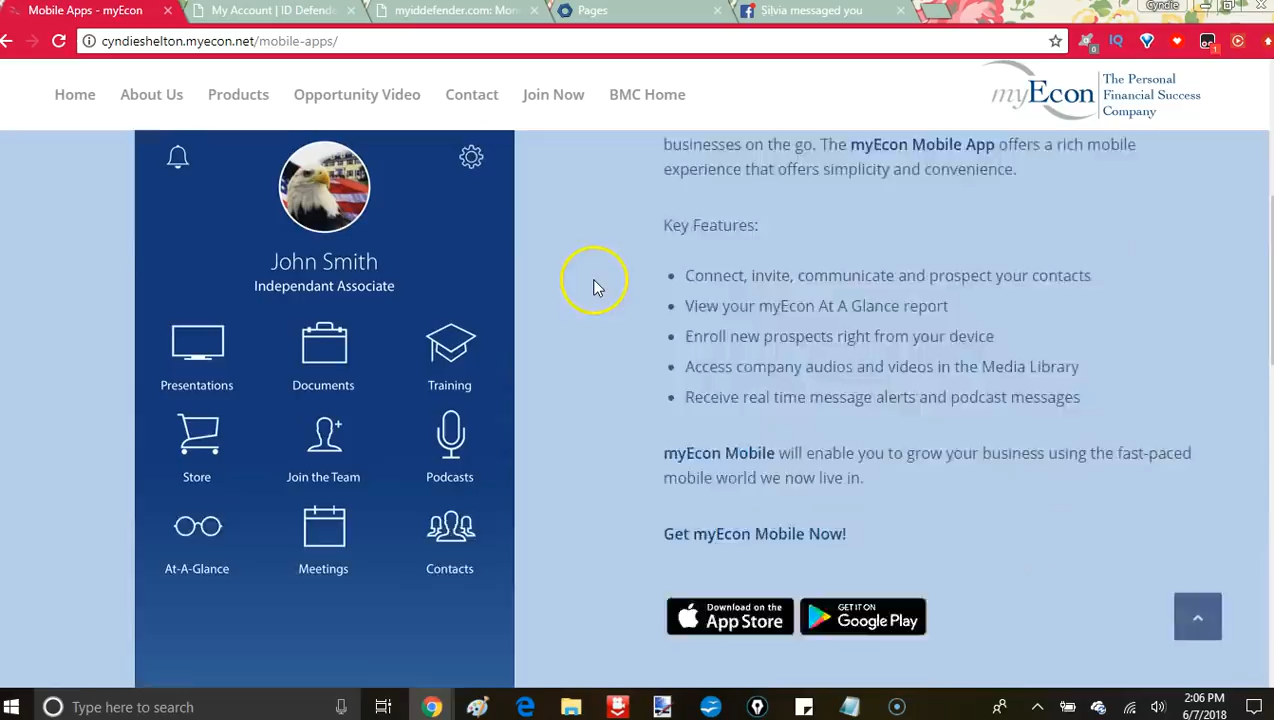 Mobile Apps - myEcon
My Account | ID Defend
myiddefender.com: Mon
Pages
Silvia messaged you
Cyndie
cyndieshelton.myecon.net/mobile-apps/
IQ
0
1
Home About Us Products Opportunity Video Contact Join Now BMC Home
myEcon
The Personal
Financial Success
Company
John Smith
Independant Associate
Presentations Documents Training
Store Join the Team Podcasts
At-A-Glance Meetings Contacts
businesses on the go. The myEcon Mobile App offers a rich mobile
experience that offers simplicity and convenience.
Key Features:
• Connect, invite, communicate and prospect your contacts
• View your myEcon At A Glance report
• Enroll new prospects right from your device
• Access company audios and videos in the Media Library
• Receive real time message alerts and podcast messages
myEcon Mobile will enable you to grow your business using the fast-paced
mobile world we now live in.
Get myEcon Mobile Now!
Download on the
App Store
GET IT ON
Google Play
Type here to search
2:06 PM
6/7/2018